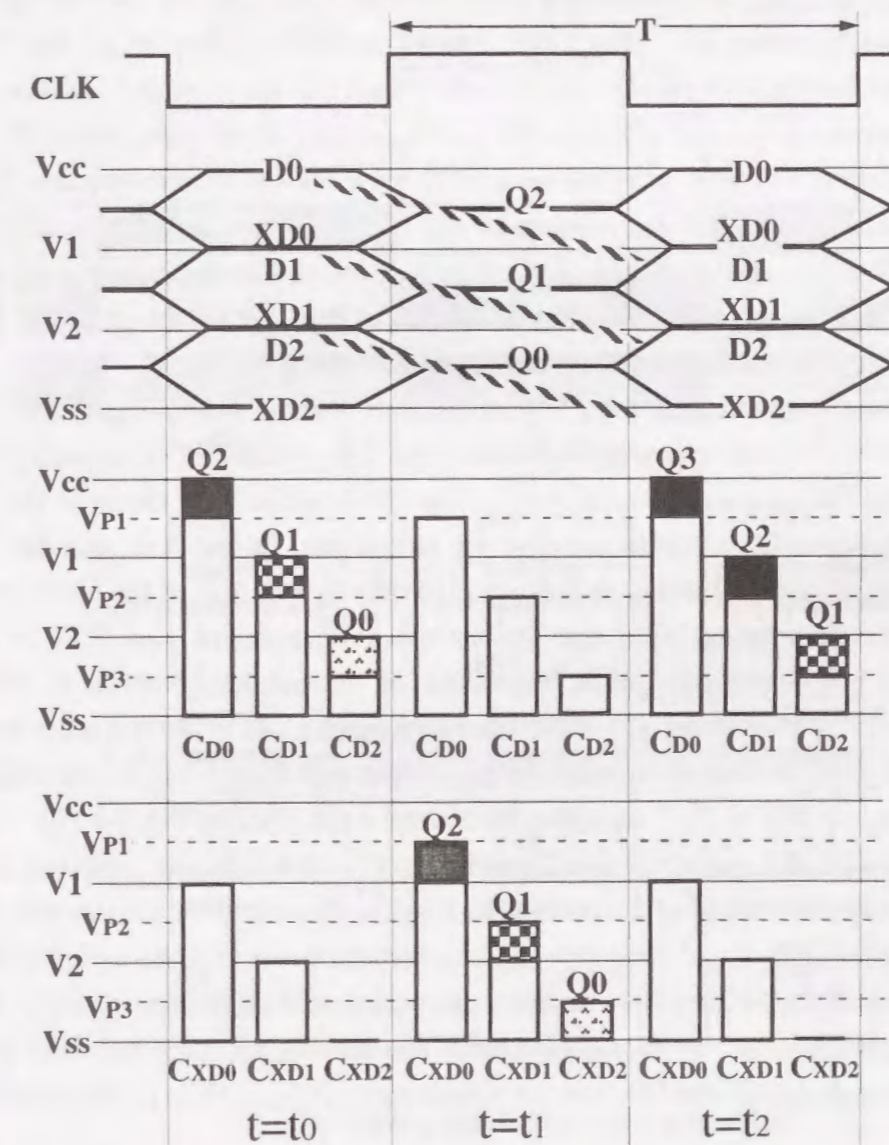 T
CLK
Vcc
D0
D0
Q2
XD0
XD0
V1
D1
D1
Q1
XD1
XD1
V2
D2
D2
Q0
XD2
XD2
Vss
Q2
Q3
Vcc
VP1
Q1
Q2
V1
VP2
Q0
Q1
V2
VP3
Vss
CD0 CD1 CD2 CD0 CD1 CD2 CD0 CD1 CD2
Vcc
Q2
VP1
V1
Q1
VP2
V2
Q0
VP3
Vss
CXD0 CXD1 CXD2 CXD0 CXD1 CXD2 CXD0 CXD1 CXD2
t=t0 t=t1 t=t2